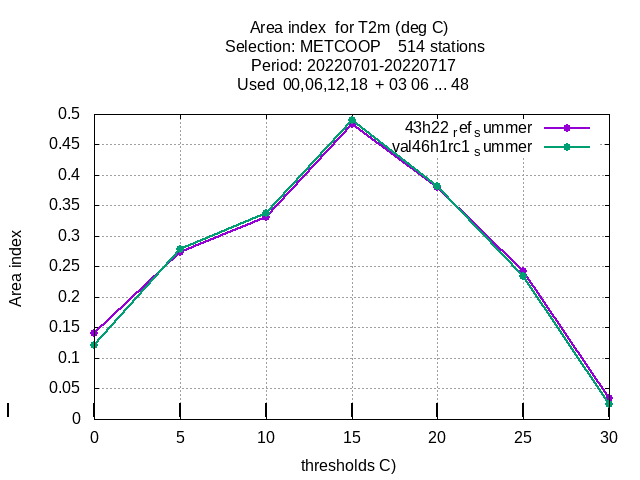 Area index for T2m (deg C)
Selection: METCOOP 514 stations
Period: 20220701-20220717
Used 00,06,12,18 + 03 06 ... 48
43h22 ref summer
val46h1rc1 summer
0.5
0.45
0.4
0.35
0.3
0.25
0.2
0.15
0.1
0.05
0
Area index
0 5 10 15 20 25 30
thresholds C)